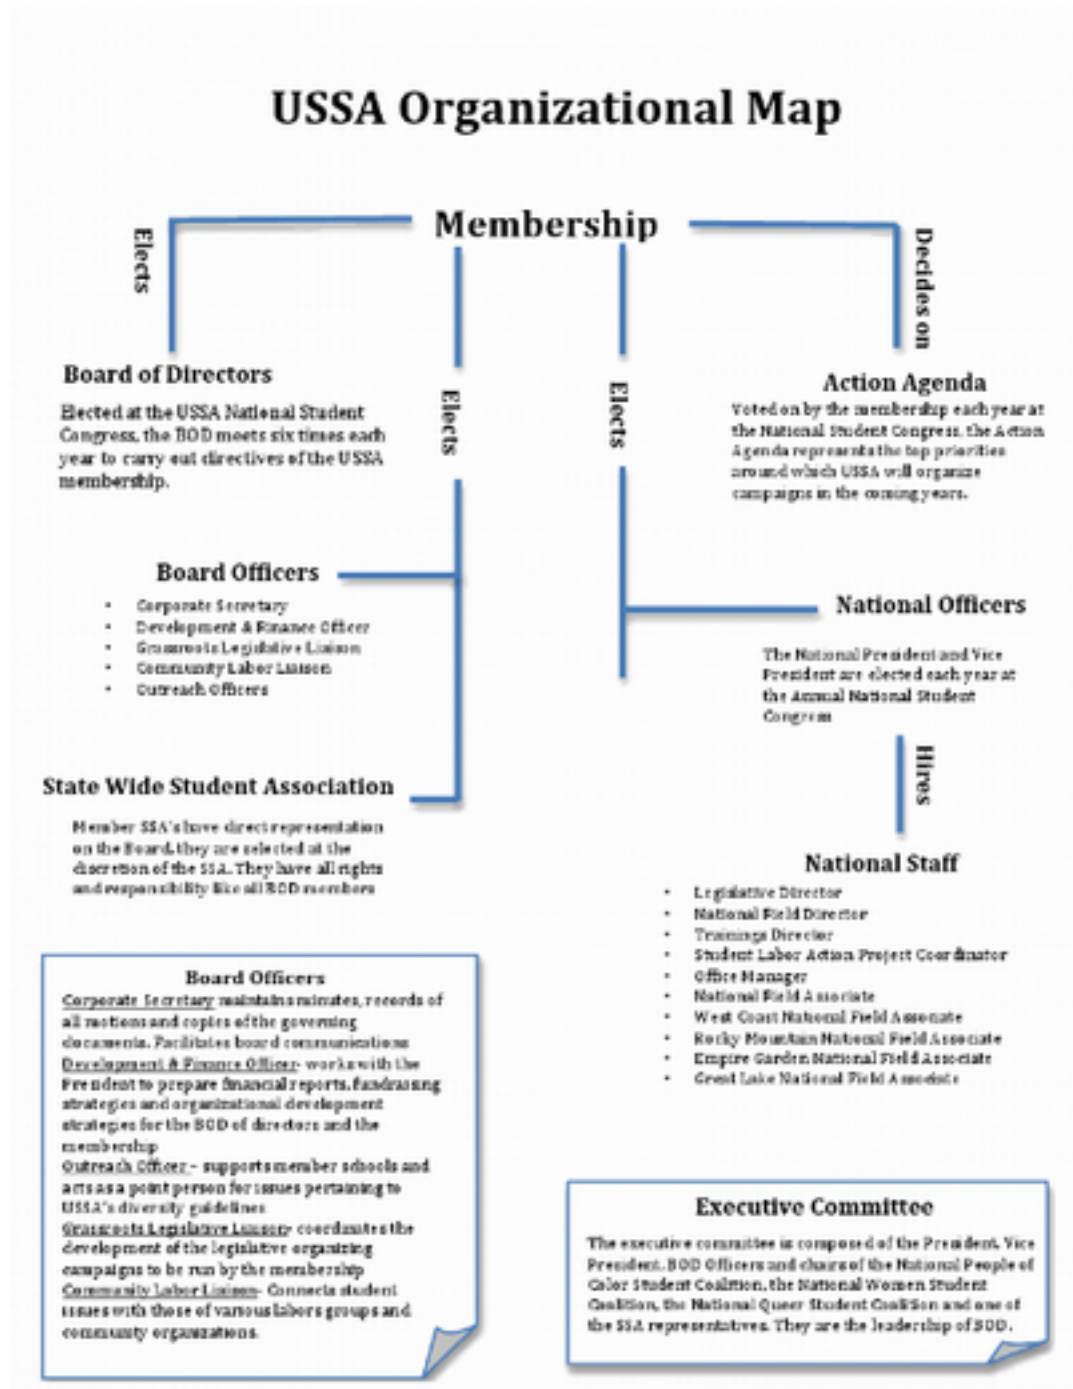 USSA Organizational Map
Membership
Elects
Decides on
Board of Directors
Elected at the USSA National Student
Congress, the BOD meets six times each
year to carry out directives of the USSA
membership.
Elects
Elects
Action Agenda
Voted on by the membership each year at
the National Student Congress, the Action
Agenda represents the top priorities
around which USSA will organize
campaigns in the coming years.
Board Officers
• Corporate Secretary
• Development & Finance Officer
• Grassroots Legislative Liaison
• Community Labor Liaison
• Outreach Officers
National Officers
The National President and Vice
President are elected each year at
the Annual National Student
Congress
Hires
State Wide Student Association
Member SSA's have direct representation
on the Board, they are selected at the
discretion of the SSA. They have all rights
and responsibility like all BOD members
National Staff
• Legislative Director
• National Field Director
• Trainings Director
• Student Labor Action Project Coordinator
• Office Manager
• National Field Associate
• West Coast National Field Associate
• Rocky Mountain National Field Associate
• Empire Garden National Field Associate
• Great Lake National Field Associate
Board Officers
Corporate Secretary maintains minutes, records of
all motions and copies of the governing
documents. Facilitates board communications
Development & Finance Officer- works with the
President to prepare financial reports, fundraising
strategies and organizational development
strategies for the BOD of directors and the
membership
Outreach Officer – supports member schools and
acts as a point person for issues pertaining to
USSA's diversity guidelines
Grassroots Legislative Liaison- coordinates the
development of the legislative organizing
campaigns to be run by the membership
Community Labor Liaison- Connects student
issues with those of various labors groups and
community organizations.
Executive Committee
The executive committee is composed of the President, Vice
President, BOD Officers and chairs of the National People of
Color Student Coalition, the National Women Student
Coalition, the National Queer Student Coalition and one of
the SSA representatives. They are the leadership of BOD.